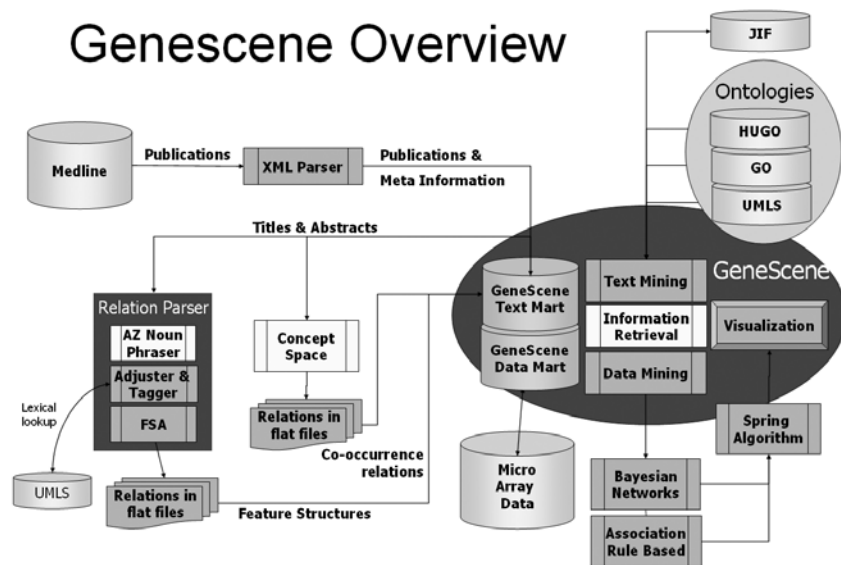 Genescene Overview
JIF
Ontologies
HUGO
GO
UMLS
Medline
Publications
XML Parser
Publications &
Meta Information
Titles & Abstracts
GeneScene
GeneScene
Text Mart
GeneScene
Data Mart
Text Mining
Information
Retrieval
Data Mining
Visualization
Relation Parser
AZ Noun
Phraser
Adjuster &
Tagger
FSA
Lexical
lookup
UMLS
Concept
Space
Relations in
flat files
Co-occurrence
relations
Relations in
flat files
Feature Structures
Micro
Array
Data
Spring
Algorithm
Bayesian
Networks
Association
Rule Based